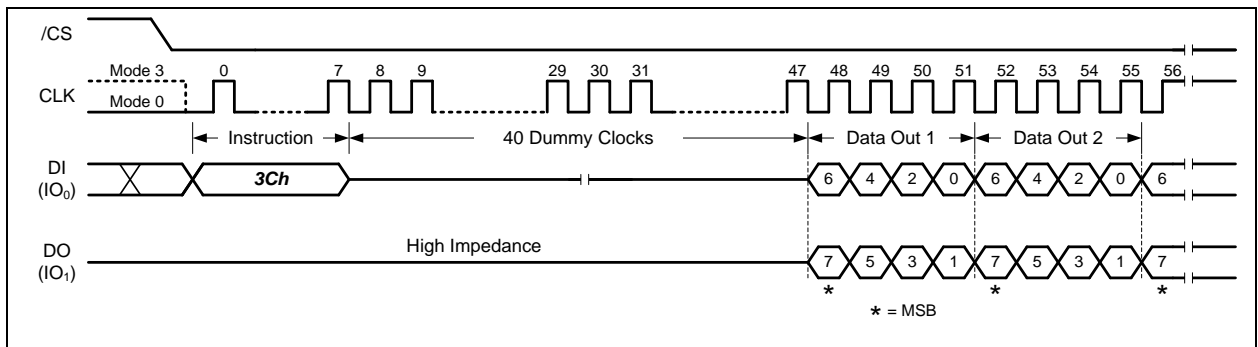 /CS
Mode 3 0 7 8 9 29 30 31 47 48 49 50 51 52 53 54 55 56
CLK
Mode 0
Instruction 40 Dummy Clocks Data Out 1 Data Out 2
DI
(IO₀)
3Ch 6 4 2 0 6 4 2 0 6
High Impedance
DO
(IO₁)
7 5 3 1 7 5 3 1 7
* * *
* = MSB